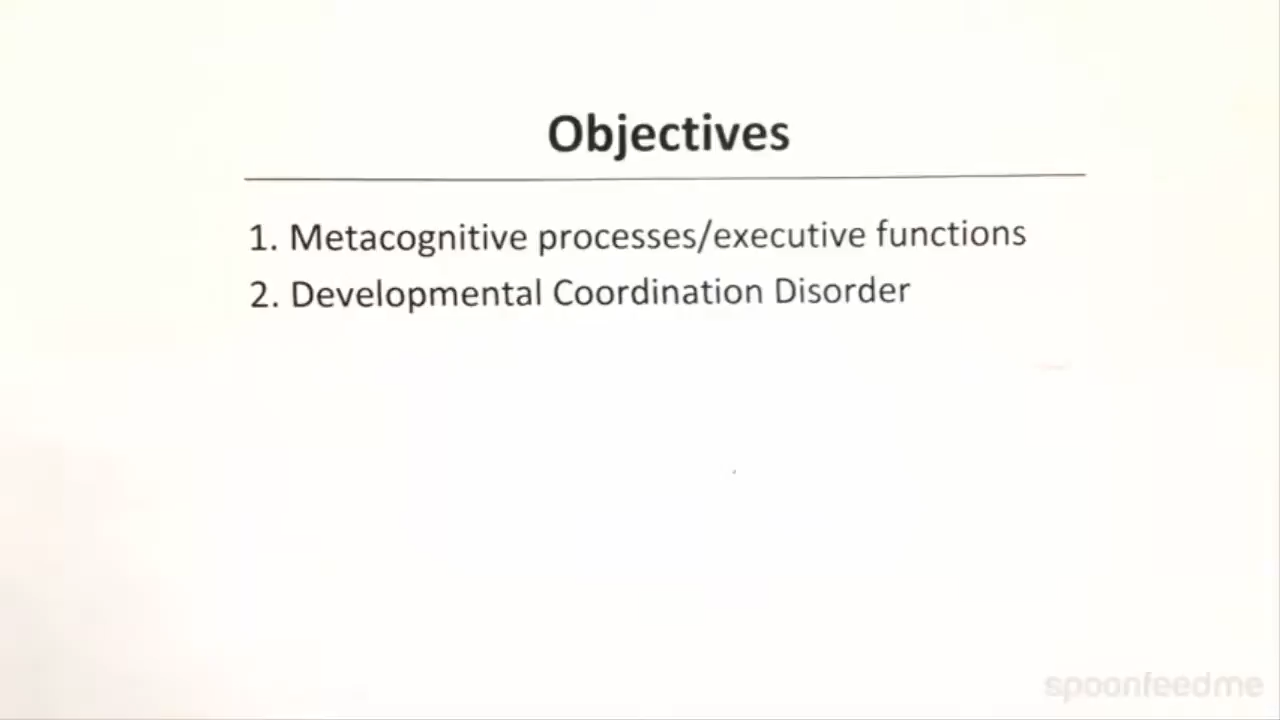 Objectives
1. Metacognitive processes/executive functions
2. Developmental Coordination Disorder
spoonfeedme